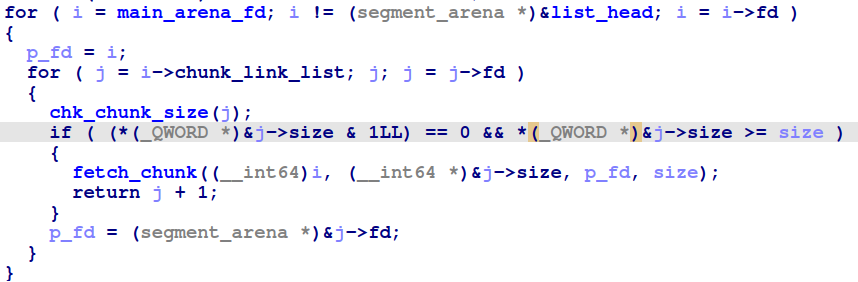 for ( i = main_arena_fd; i != (segment_arena *)&list_head; i = i->fd )
{
p_fd = i;
for ( j = i->chunk_link_list; j; j = j->fd )
{
chk_chunk_size(j);
if ( (*(_QWORD *)&j->size & 1LL) == 0 && *(_QWORD *)&j->size >= size )
{
fetch_chunk((__int64)i, (__int64 *)&j->size, p_fd, size);
return j + 1;
}
p_fd = (segment_arena *)&j->fd;
}
}